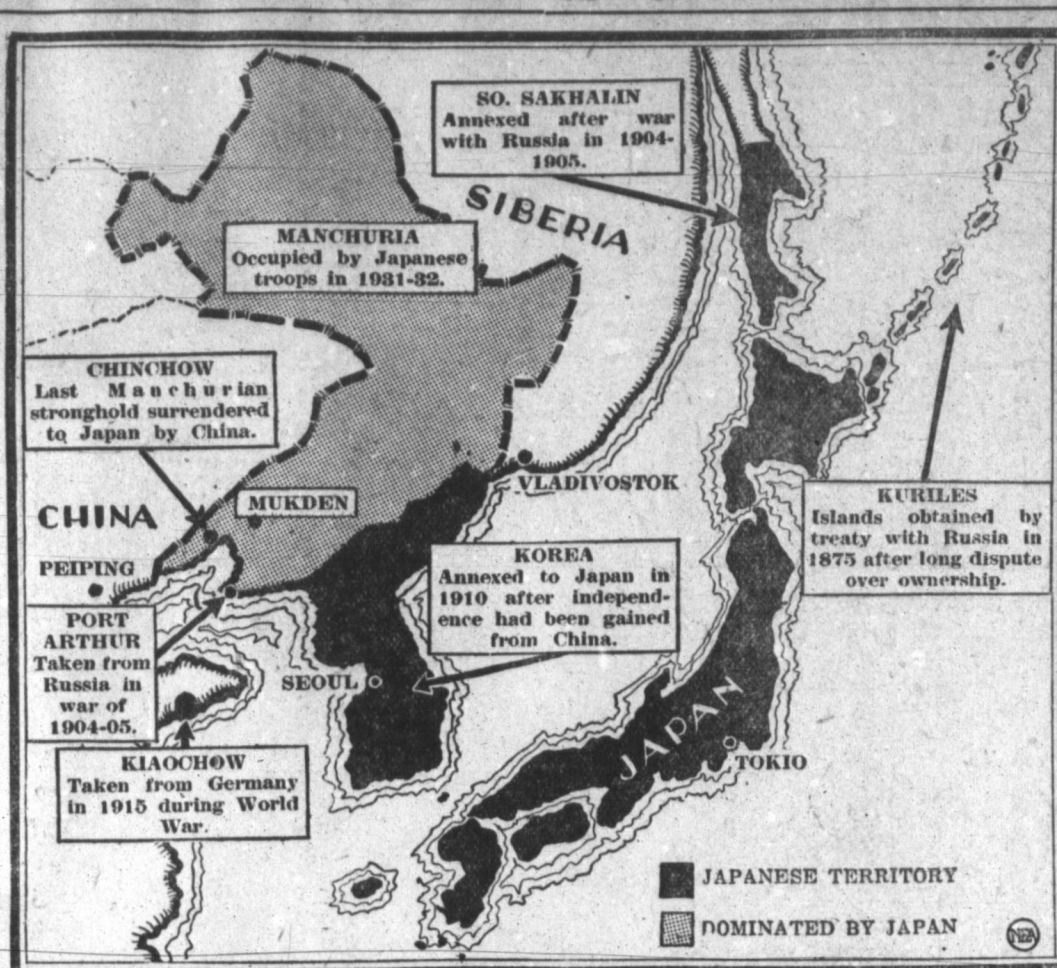 SO. SAKHALIN
Annexed after war
with Russia in 1904-
1905.
SIBERIA
MANCHURIA
Occupied by Japanese
troops in 1931-32.
CHINCHOW
Last Manchurian
stronghold surrendered
to Japan by China.
VLADIVOSTOK
MUKDEN
CHINA
KURILES
Islands obtained by
treaty with Russia in
1875 after long dispute
over ownership.
PEIPING
KOREA
Annexed to Japan in
1910 after independ-
ence had been gained
from China.
PORT
ARTHUR
Taken from
Russia in
war of
1904-05.
SEOUL
JAPAN
TOKIO
KIAOCHOW
Taken from Germany
in 1915 during World
War.
JAPANESE TERRITORY
DOMINATED BY JAPAN
NEA